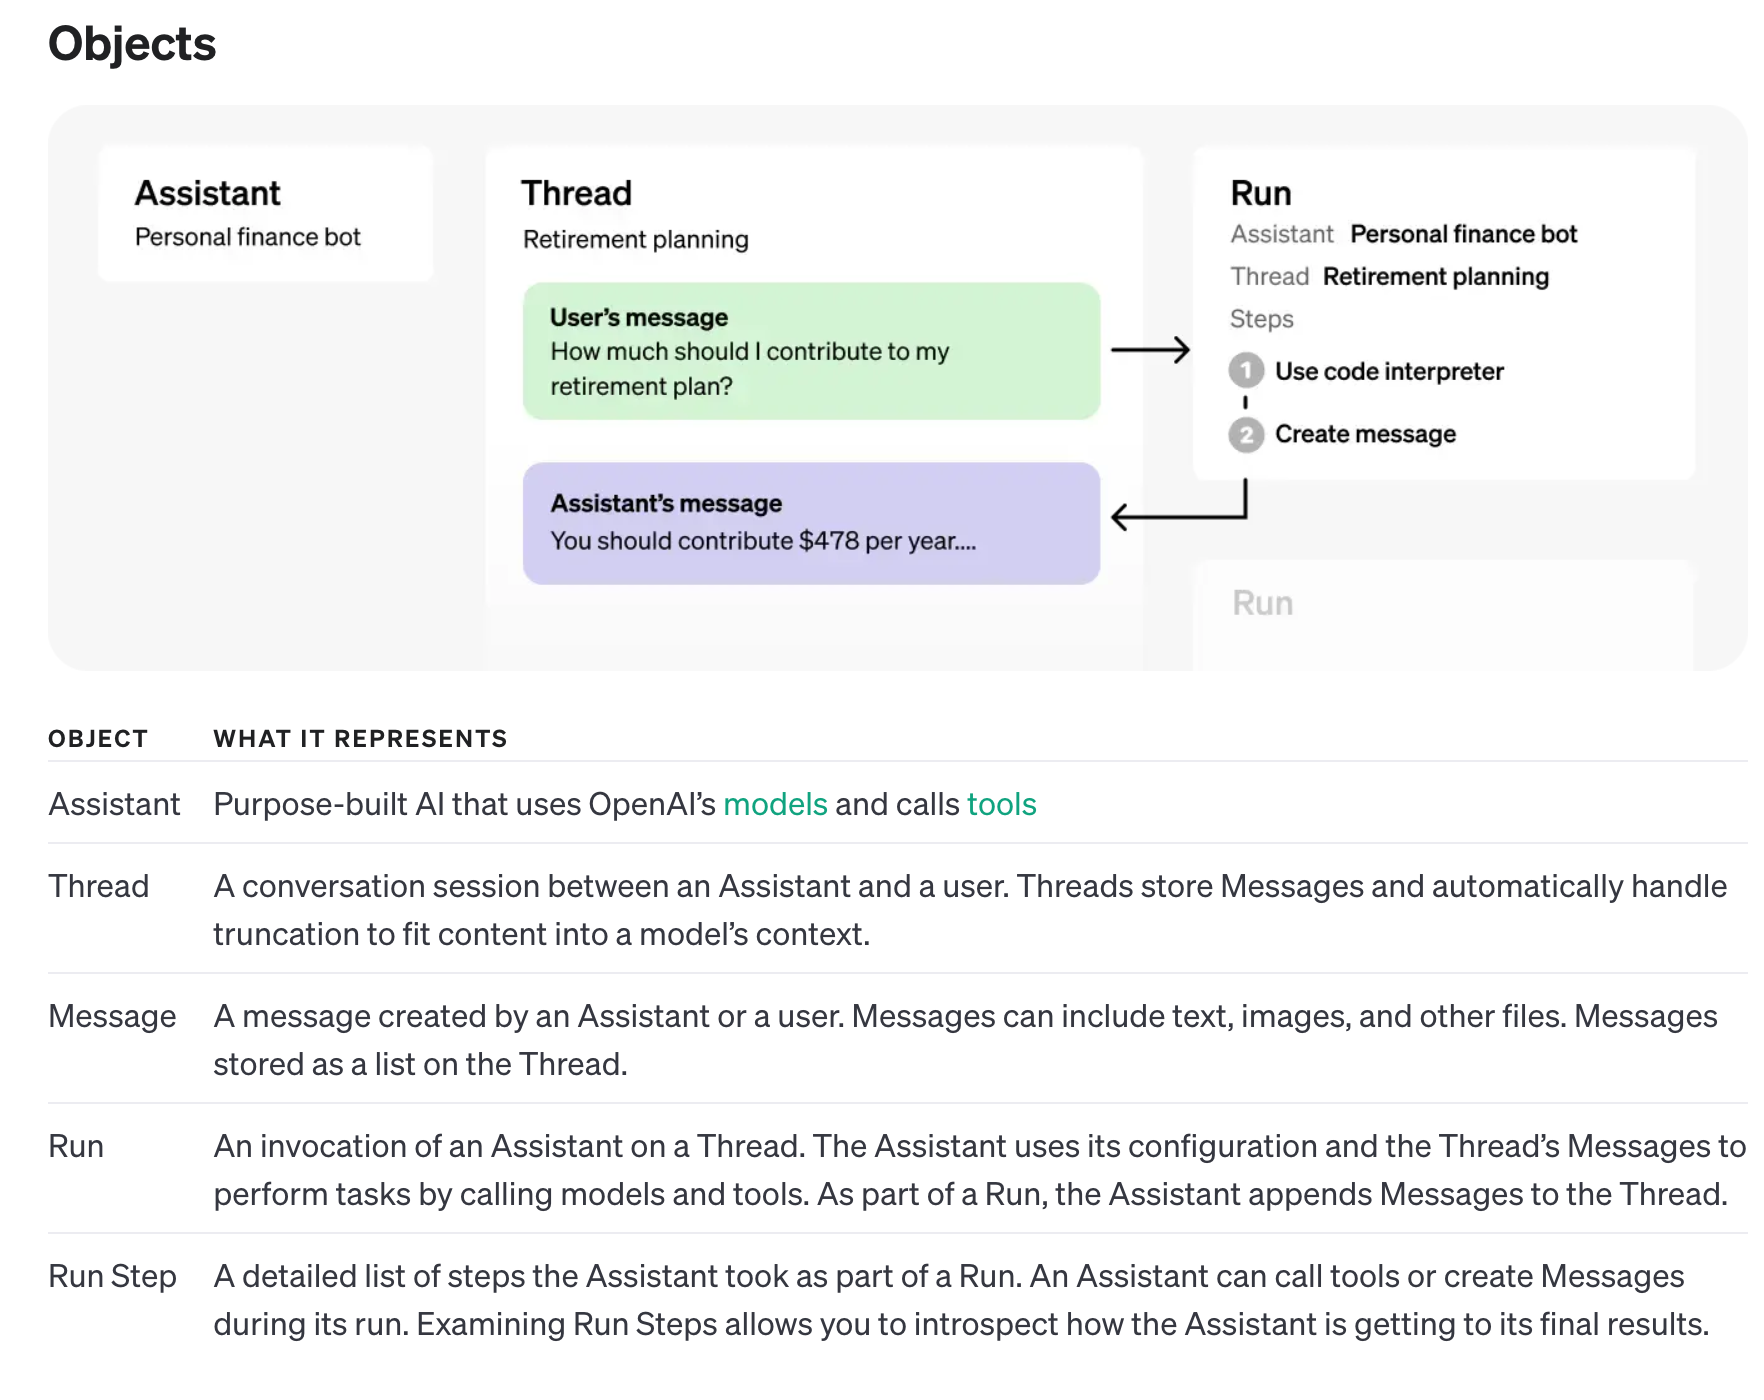 Objects
Assistant
Personal finance bot
Thread
Retirement planning
User’s message
How much should I contribute to my
retirement plan?
Assistant’s message
You should contribute $478 per year....
Run
Assistant Personal finance bot
Thread Retirement planning
Steps
1 Use code interpreter
2 Create message
Run
OBJECT WHAT IT REPRESENTS
Assistant Purpose-built AI that uses OpenAI’s models and calls tools
Thread A conversation session between an Assistant and a user. Threads store Messages and automatically handle
truncation to fit content into a model’s context.
Message A message created by an Assistant or a user. Messages can include text, images, and other files. Messages
stored as a list on the Thread.
Run An invocation of an Assistant on a Thread. The Assistant uses its configuration and the Thread’s Messages to
perform tasks by calling models and tools. As part of a Run, the Assistant appends Messages to the Thread.
Run Step A detailed list of steps the Assistant took as part of a Run. An Assistant can call tools or create Messages
during its run. Examining Run Steps allows you to introspect how the Assistant is getting to its final results.